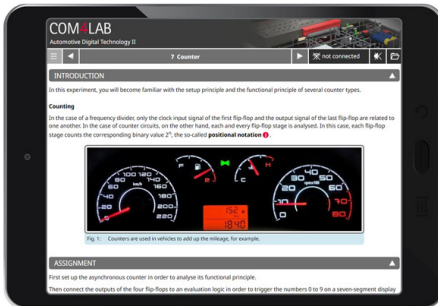 COM4LAB
Automotive Digital Technology II
7 Counter
not connected
INTRODUCTION
In this experiment, you will become familiar with the setup principle and the functional principle of several counter types.
Counting
In the case of a frequency divider, only the clock input signal of the first flip-flop and the output signal of the last flip-flop are related to
one another. In the case of counter circuits, on the other hand, each and every flip-flop stage is analysed. In this case, each flip-flop
stage counts the corresponding binary value 2ⁿ, the so-called positional notation
Fig. 1: Counters are used in vehicles to add up the mileage, for example.
ASSIGNMENT
First set up the asynchronous counter in order to analyse its functional principle.
Then connect the outputs of the four flip-flops to an evaluation logic in order to trigger the numbers 0 to 9 on a seven-segment display